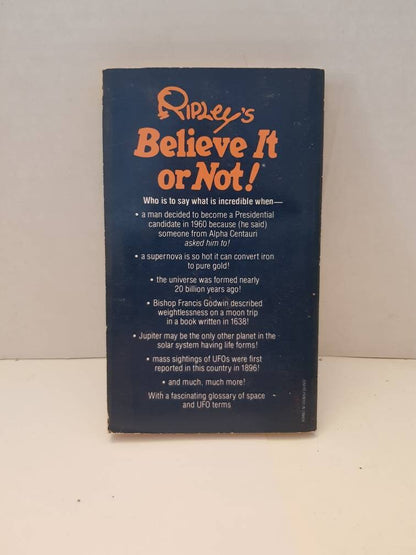 RIPLEY'S
Believe It
or Not!
Who is to say what is incredible when—
• a man decided to become a Presidential
candidate in 1960 because (he said)
someone from Alpha Centauri
asked him to!
• a supernova is so hot it can convert iron
to pure gold!
• the universe was formed nearly
20 billion years ago!
• Bishop Francis Godwin described
weightlessness on a moon trip
in a book written in 1638!
• Jupiter may be the only other planet in the
solar system having life forms!
• mass sightings of UFOs were first
reported in this country in 1896!
• and much, much more!
With a fascinating glossary of space
and UFO terms